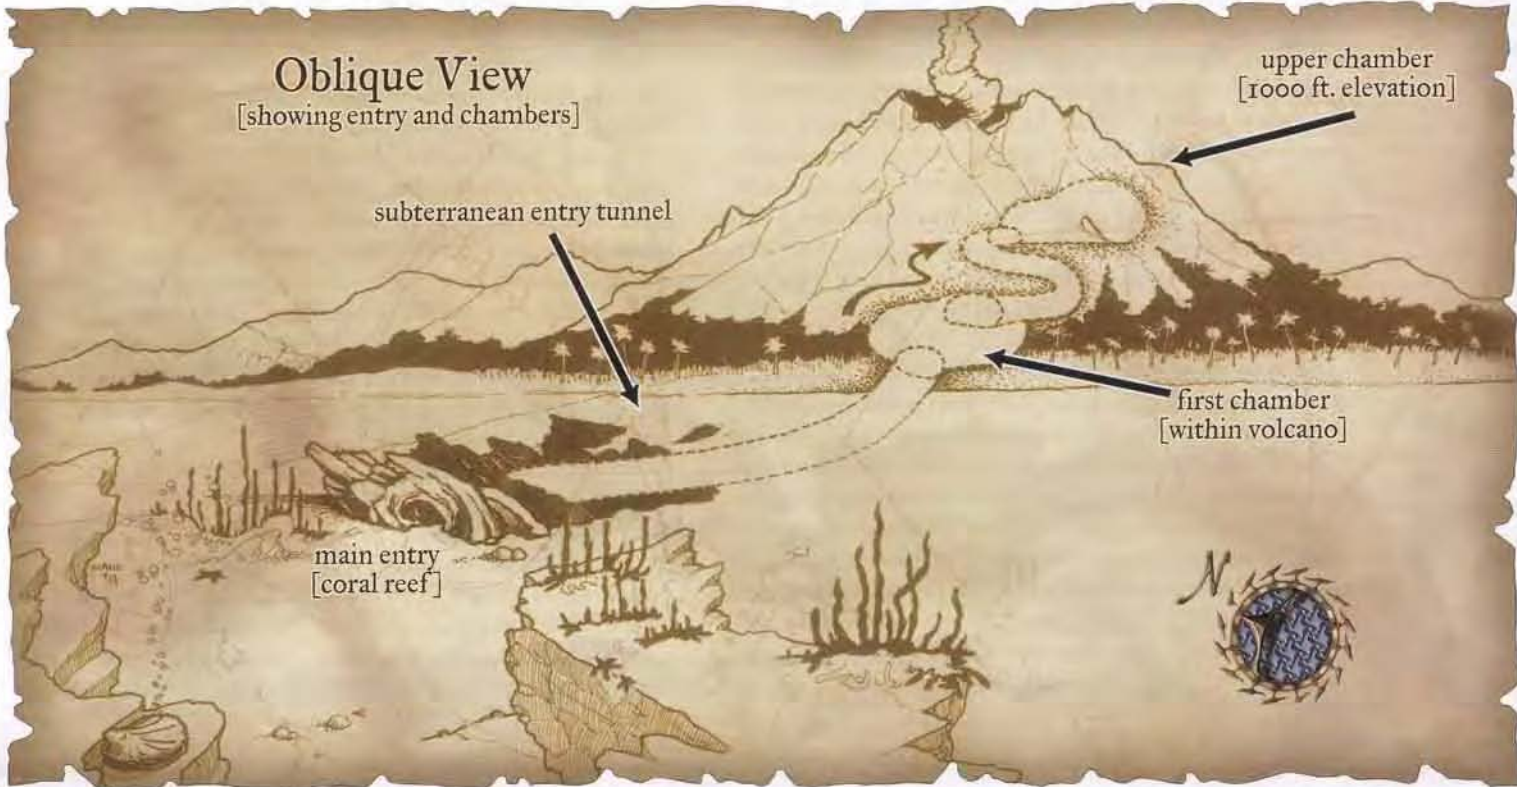 Oblique View
[showing entry and chambers]
upper chamber
[1000 ft. elevation]
subterranean entry tunnel
first chamber
[within volcano]
main entry
[coral reef]
N